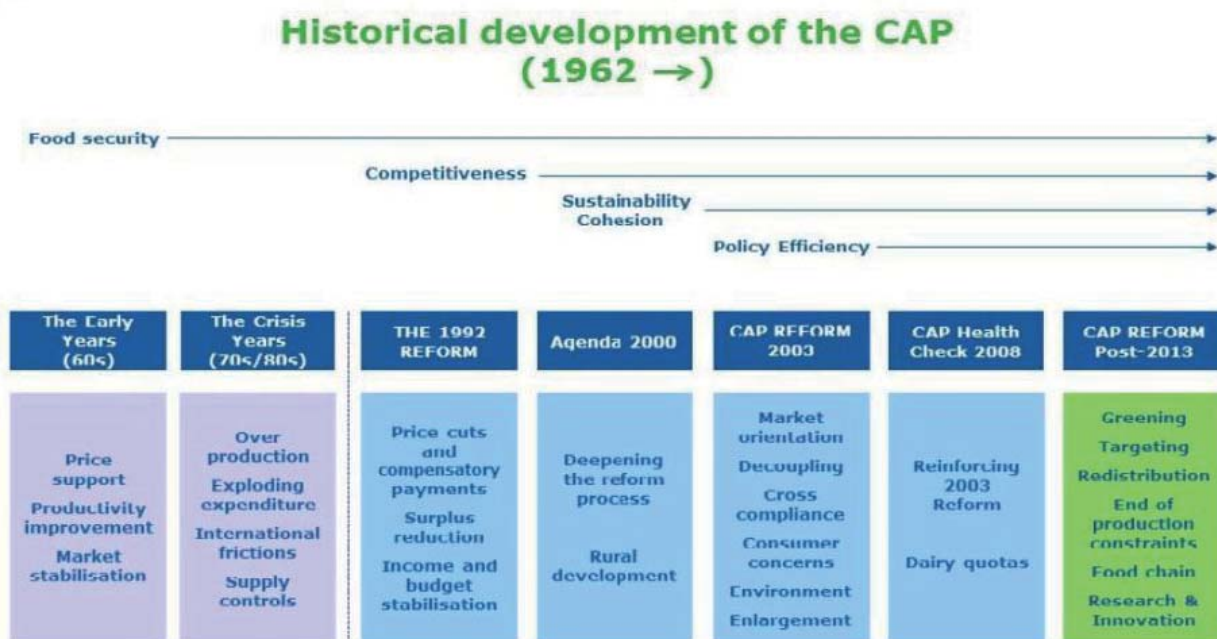 Historical development of the CAP
(1962 →)
Food security
Competitiveness
Sustainability
Cohesion
Policy Efficiency
The Early
Years
(60s)
The Crisis
Years
(70s/80s)
THE 1992
REFORM
Agenda 2000
CAP REFORM
2003
CAP Health
Check 2008
CAP REFORM
Post-2013
Price
support
Productivity
improvement
Market
stabilisation
Over
production
Exploding
expenditure
International
frictions
Supply
controls
Price cuts
and
compensatory
payments
Surplus
reduction
Income and
budget
stabilisation
Deepening
the reform
process
Rural
development
Market
orientation
Decoupling
Cross
compliance
Consumer
concerns
Environment
Enlargement
Reinforcing
2003
Reform
Dairy quotas
Greening
Targeting
Redistribution
End of
production
constraints
Food chain
Research &
Innovation